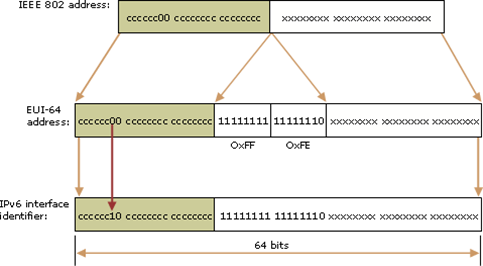 IEEE 802 address:
cccccc00 cccccccc cccccccc
xxxxxxxx xxxxxxxx xxxxxxxx
EUI-64
address:
cccccc00 cccccccc cccccccc
11111111
11111110
xxxxxxxx xxxxxxxx xxxxxxxx
0xFF
0xFE
IPv6 interface
identifier:
cccccc10 cccccccc cccccccc
11111111 11111110 xxxxxxxx xxxxxxxx xxxxxxxx
64 bits